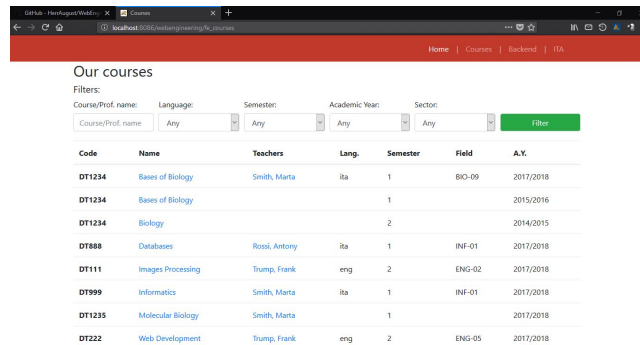 GitHub - HerrAugust/WebEng
Courses
localhost:8086/webengineering/fe_courses
Home | Courses | Backend | ITA
Our courses
Filters:
Course/Prof. name: Language: Semester: Academic Year: Sector:
Course/Prof. name Any Any Any Any Filter
Code Name Teachers Lang. Semester Field A.Y.
DT1234 Bases of Biology Smith, Marta ita 1 BIO-09 2017/2018
DT1234 Bases of Biology 1 2015/2016
DT1234 Biology 2 2014/2015
DT888 Databases Rossi, Antony ita 1 INF-01 2017/2018
DT111 Images Processing Trump, Frank eng 2 ENG-02 2017/2018
DT999 Informatics Smith, Marta ita 1 INF-01 2017/2018
DT1235 Molecular Biology Smith, Marta 1 2017/2018
DT222 Web Development Trump, Frank eng 2 ENG-05 2017/2018